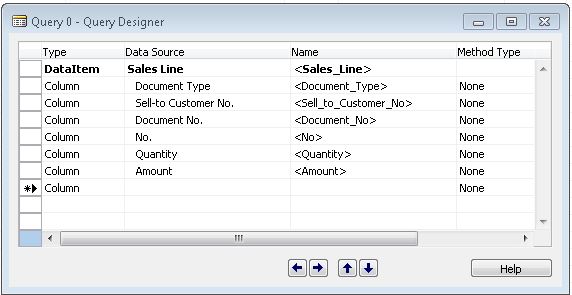 Query 0 - Query Designer
Type Data Source Name Method Type
DataItem Sales Line <Sales_Line>
Column Document Type <Document_Type> None
Column Sell-to Customer No. <Sell_to_Customer_No> None
Column Document No. <Document_No> None
Column No. <No> None
Column Quantity <Quantity> None
Column Amount <Amount> None
Column None
Help